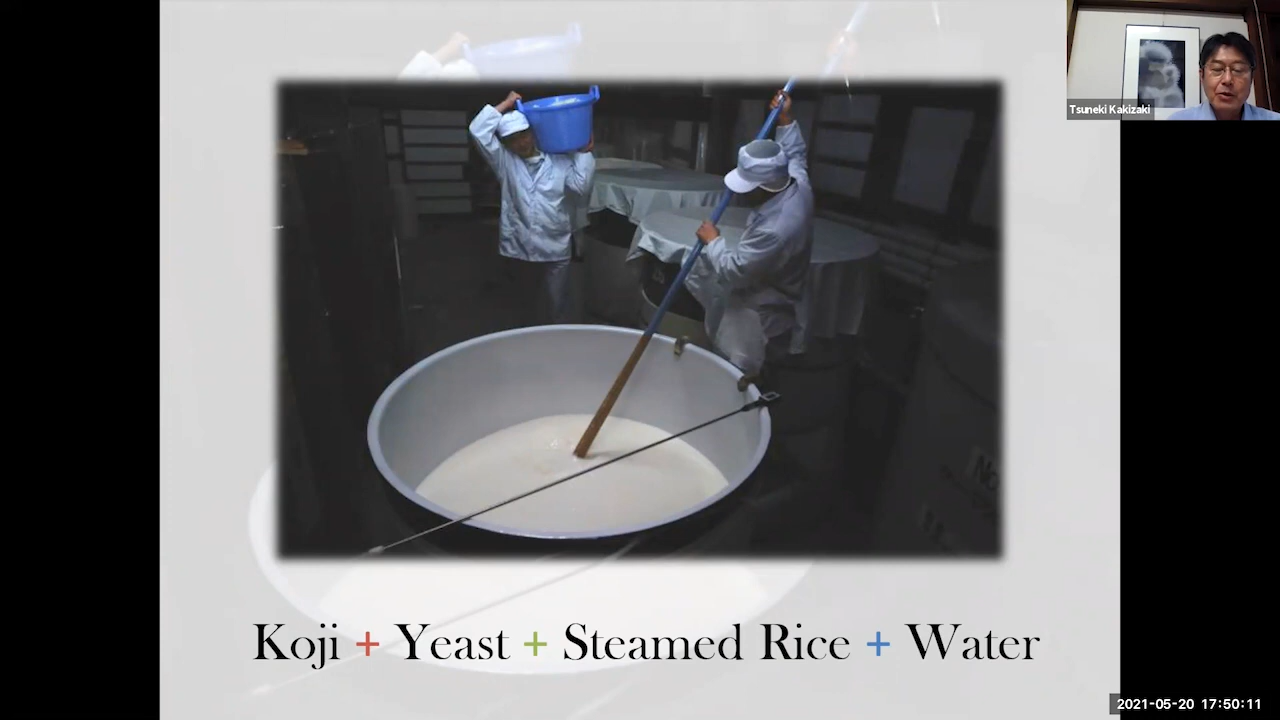 Tsuneki Kakizaki
Koji + Yeast + Steamed Rice + Water
2021-05-20 17:50:11